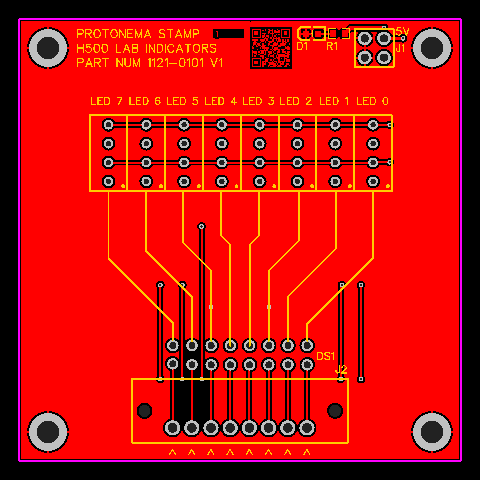 PROTONEMA STAMP
H500 LAB INDICATORS
PART NUM 1121-0101 V1
D1 R1 5V J1
LED 7 LED 6 LED 5 LED 4 LED 3 LED 2 LED 1 LED 0
DS1
J2